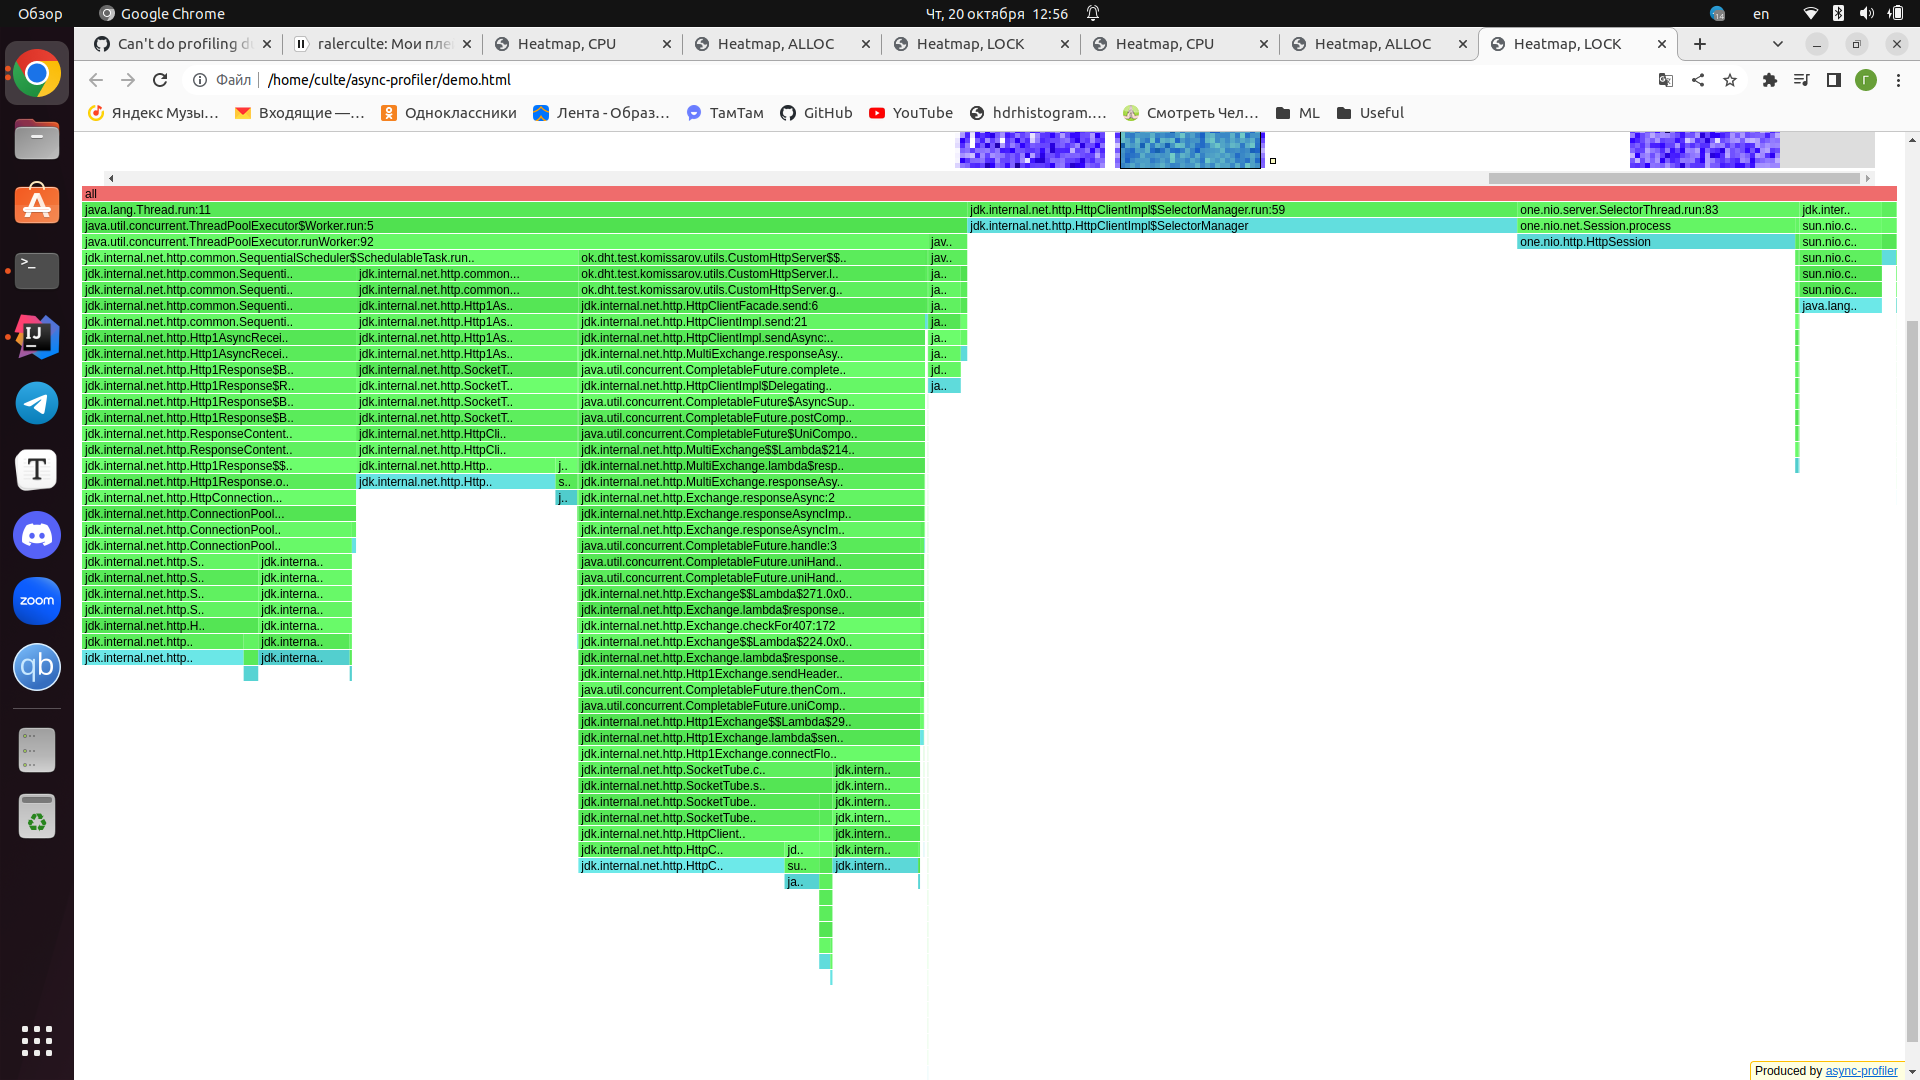 Обзор
Google Chrome
Чт, 20 октября 12:56
en
Can't do profiling d
ralerculte: Мои пле
Heatmap, CPU
Heatmap, ALLOC
Heatmap, LOCK
Heatmap, CPU
Heatmap, ALLOC
Heatmap, LOCK
Файл
/home/culte/async-profiler/demo.html
Г
Яндекс Музы…
Входящие —…
Одноклассники
Лента - Образ…
ТамТам
GitHub
YouTube
hdrhistogram.…
Смотреть Чел…
ML
Useful
all
java.lang.Thread.run:11 jdk.internal.net.http.HttpClientImpl$SelectorManager.run:59 one.nio.server.SelectorThread.run:83 jdk.inter..
java.util.concurrent.ThreadPoolExecutor$Worker.run:5 jdk.internal.net.http.HttpClientImpl$SelectorManager one.nio.net.Session.process sun.nio.c..
java.util.concurrent.ThreadPoolExecutor.runWorker:92 jav.. one.nio.http.HttpSession sun.nio.c..
jdk.internal.net.http.common.SequentialScheduler$SchedulableTask.run.. ok.dht.test.komissarov.utils.CustomHttpServer$$.. jav.. sun.nio.c..
jdk.internal.net.http.common.Sequenti.. jdk.internal.net.http.common... ok.dht.test.komissarov.utils.CustomHttpServer.l.. ja.. sun.nio.c..
jdk.internal.net.http.common.Sequenti.. jdk.internal.net.http.common... ok.dht.test.komissarov.utils.CustomHttpServer.g.. ja.. sun.nio.c..
jdk.internal.net.http.common.Sequenti.. jdk.internal.net.http.Http1As.. jdk.internal.net.http.HttpClientFacade.send:6 ja.. java.lang..
jdk.internal.net.http.common.Sequenti.. jdk.internal.net.http.Http1As.. jdk.internal.net.http.HttpClientImpl.send:21 ja..
jdk.internal.net.http.Http1AsyncRecei.. jdk.internal.net.http.Http1As.. jdk.internal.net.http.HttpClientImpl.sendAsync:.. ja..
jdk.internal.net.http.Http1AsyncRecei.. jdk.internal.net.http.Http1As.. jdk.internal.net.http.MultiExchange.responseAsy.. ja..
jdk.internal.net.http.Http1Response$B.. jdk.internal.net.http.SocketT.. java.util.concurrent.CompletableFuture.complete.. jd..
jdk.internal.net.http.Http1Response$R.. jdk.internal.net.http.SocketT.. jdk.internal.net.http.HttpClientImpl$Delegating.. ja..
jdk.internal.net.http.Http1Response$B.. jdk.internal.net.http.SocketT.. java.util.concurrent.CompletableFuture$AsyncSup..
jdk.internal.net.http.Http1Response$B.. jdk.internal.net.http.SocketT.. java.util.concurrent.CompletableFuture.postComp..
jdk.internal.net.http.ResponseContent.. jdk.internal.net.http.HttpCli.. java.util.concurrent.CompletableFuture$UniCompo..
jdk.internal.net.http.ResponseContent.. jdk.internal.net.http.HttpCli.. jdk.internal.net.http.MultiExchange$$Lambda$214..
jdk.internal.net.http.Http1Response$$.. jdk.internal.net.http.Http.. j.. jdk.internal.net.http.MultiExchange.lambda$resp..
jdk.internal.net.http.Http1Response.o.. jdk.internal.net.http.Http.. s.. jdk.internal.net.http.MultiExchange.responseAsy..
jdk.internal.net.http.HttpConnection... j.. jdk.internal.net.http.Exchange.responseAsync:2
jdk.internal.net.http.ConnectionPool... jdk.internal.net.http.Exchange.responseAsyncImp..
jdk.internal.net.http.ConnectionPool.. jdk.internal.net.http.Exchange.responseAsyncIm..
jdk.internal.net.http.ConnectionPool.. java.util.concurrent.CompletableFuture.handle:3
jdk.internal.net.http.S.. jdk.interna.. java.util.concurrent.CompletableFuture.uniHand..
jdk.internal.net.http.S.. jdk.interna.. java.util.concurrent.CompletableFuture.uniHand..
jdk.internal.net.http.S.. jdk.interna.. jdk.internal.net.http.Exchange$$Lambda$271.0x0..
jdk.internal.net.http.S.. jdk.interna.. jdk.internal.net.http.Exchange.lambda$response..
jdk.internal.net.http.H.. jdk.interna.. jdk.internal.net.http.Exchange.checkFor407:172
jdk.internal.net.http.. jdk.interna.. jdk.internal.net.http.Exchange$$Lambda$224.0x0..
jdk.internal.net.http.. jdk.interna.. jdk.internal.net.http.Exchange.lambda$response..
jdk.internal.net.http.Http1Exchange.sendHeader..
java.util.concurrent.CompletableFuture.thenCom..
java.util.concurrent.CompletableFuture.uniComp..
jdk.internal.net.http.Http1Exchange$$Lambda$29..
jdk.internal.net.http.Http1Exchange.lambda$sen..
jdk.internal.net.http.Http1Exchange.connectFlo..
jdk.internal.net.http.SocketTube.c.. jdk.intern..
jdk.internal.net.http.SocketTube.s.. jdk.intern..
jdk.internal.net.http.SocketTube.. jdk.intern..
jdk.internal.net.http.SocketTube.. jdk.intern..
jdk.internal.net.http.HttpClient.. jdk.intern..
jdk.internal.net.http.HttpC.. jd.. jdk.intern..
jdk.internal.net.http.HttpC.. su.. jdk.intern..
ja..
zoom
qb
Produced by async-profiler